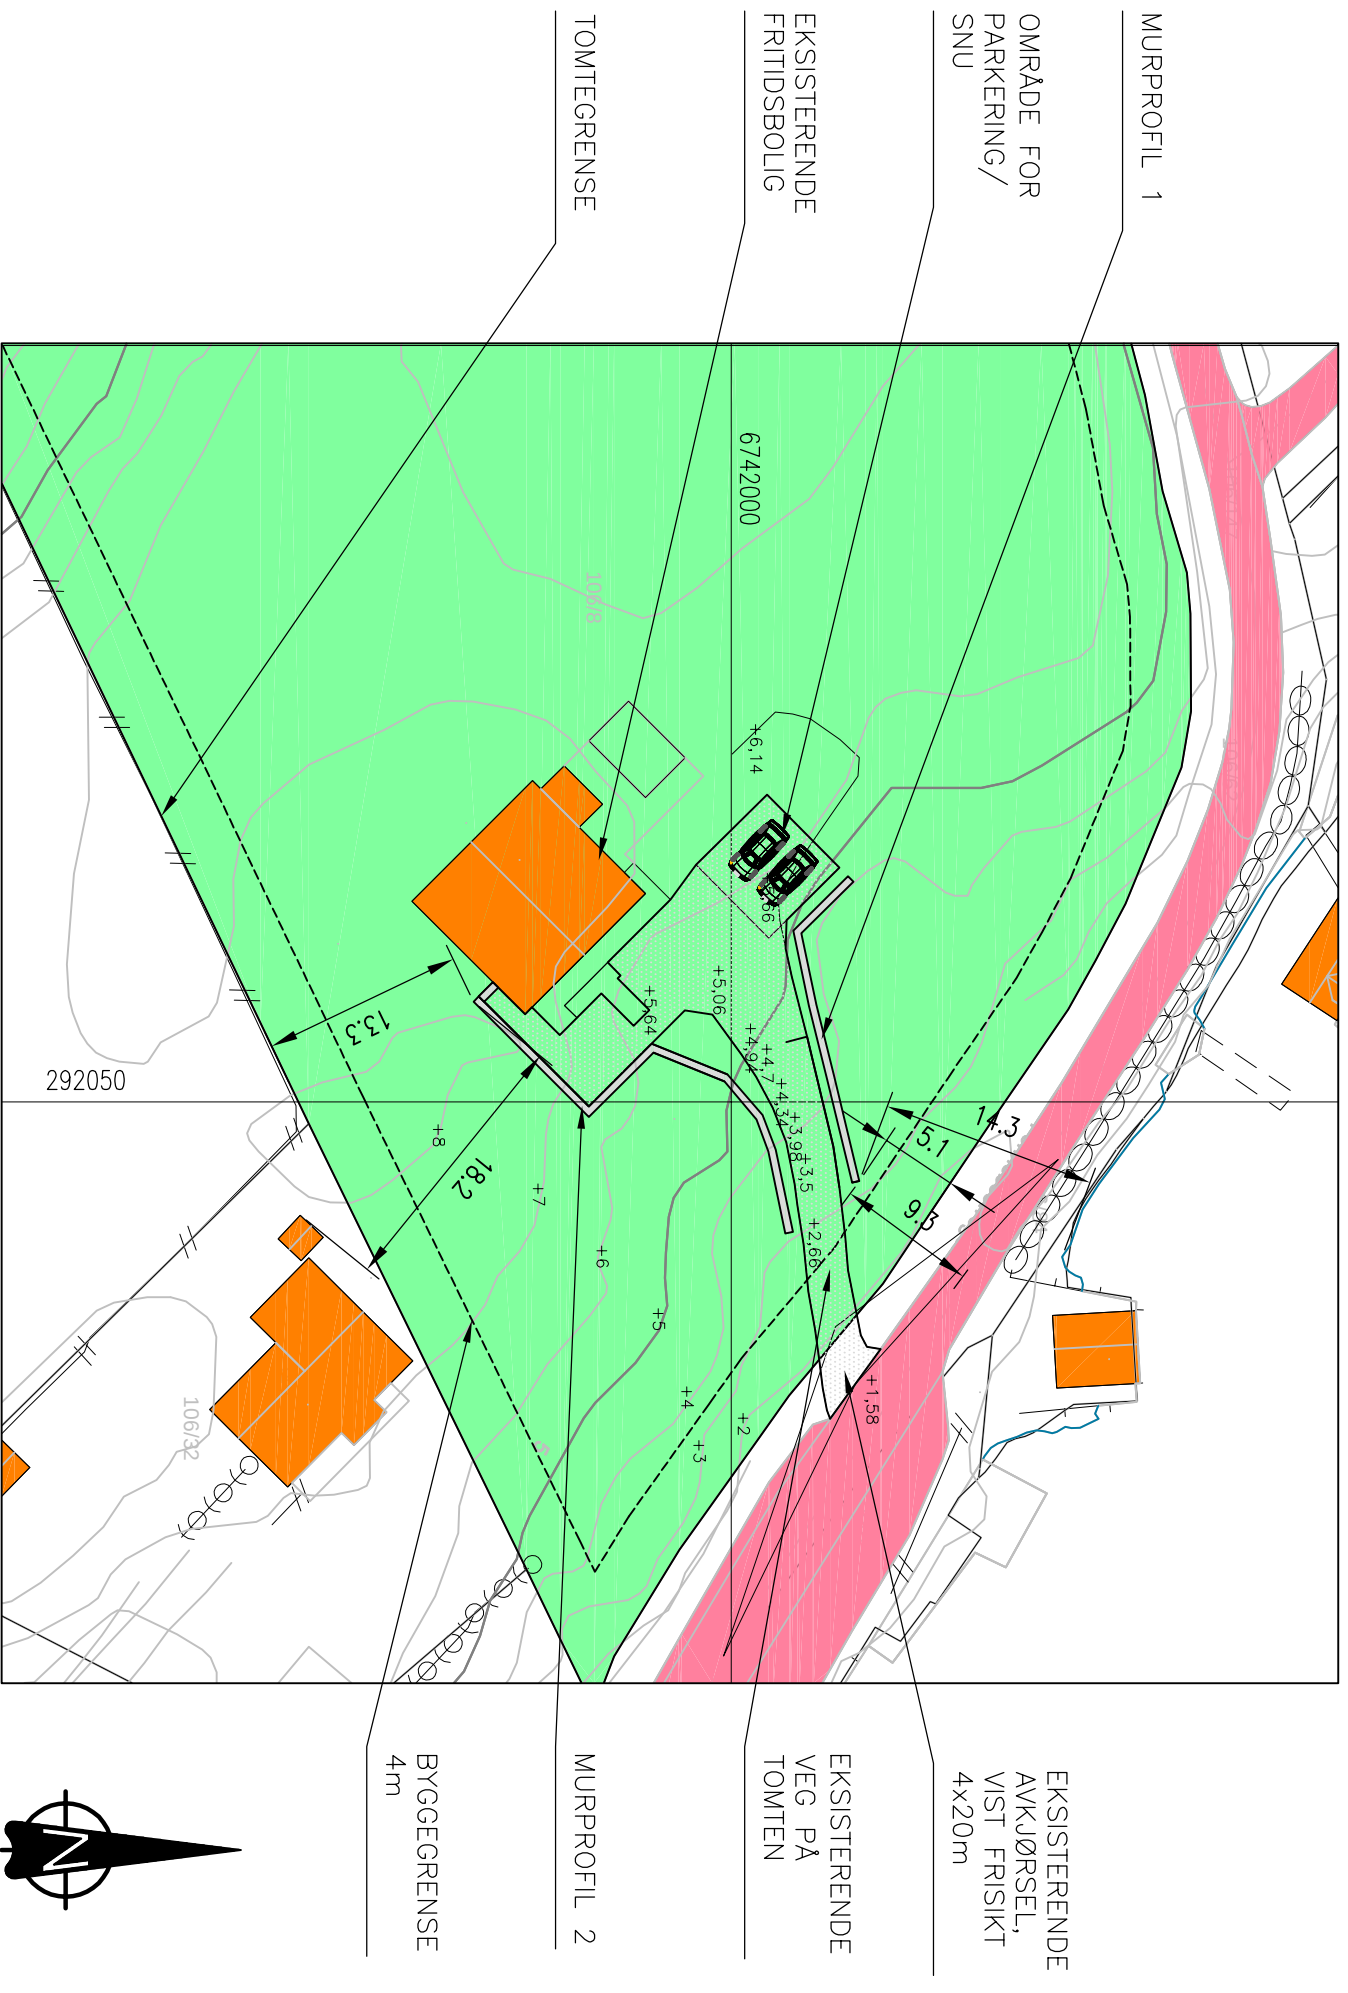 MURPROFIL 1
OMRÅDE FOR
PARKERING/
SNU
EKSISTERENDE
FRITIDSBOLIG
TOMTEGRENSE
6742000
106/8
+6,14
+5,06
+5,64
+4,94
+4,7
+4,34
+3,98
+3,5
+2,66
+1,58
14.3
5.1
9.3
13.3
18.2
292050
+8
+7
+6
+5
+4
+3
+2
5
106/32
EKSISTERENDE
AVKJØRSEL,
VIST FRISIKT
4x20m
EKSISTERENDE
VEG PÅ
TOMTEN
MURPROFIL 2
BYGGEGRENSE
4m
N